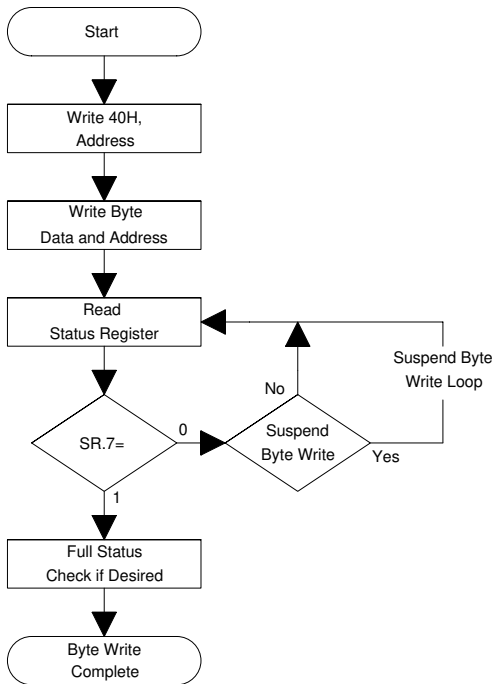 Start
Write 40H,
Address
Write Byte
Data and Address
Read
Status Register
Suspend Byte
Write Loop
No
SR.7=
0
Suspend
Byte Write
Yes
1
Full Status
Check if Desired
Byte Write
Complete